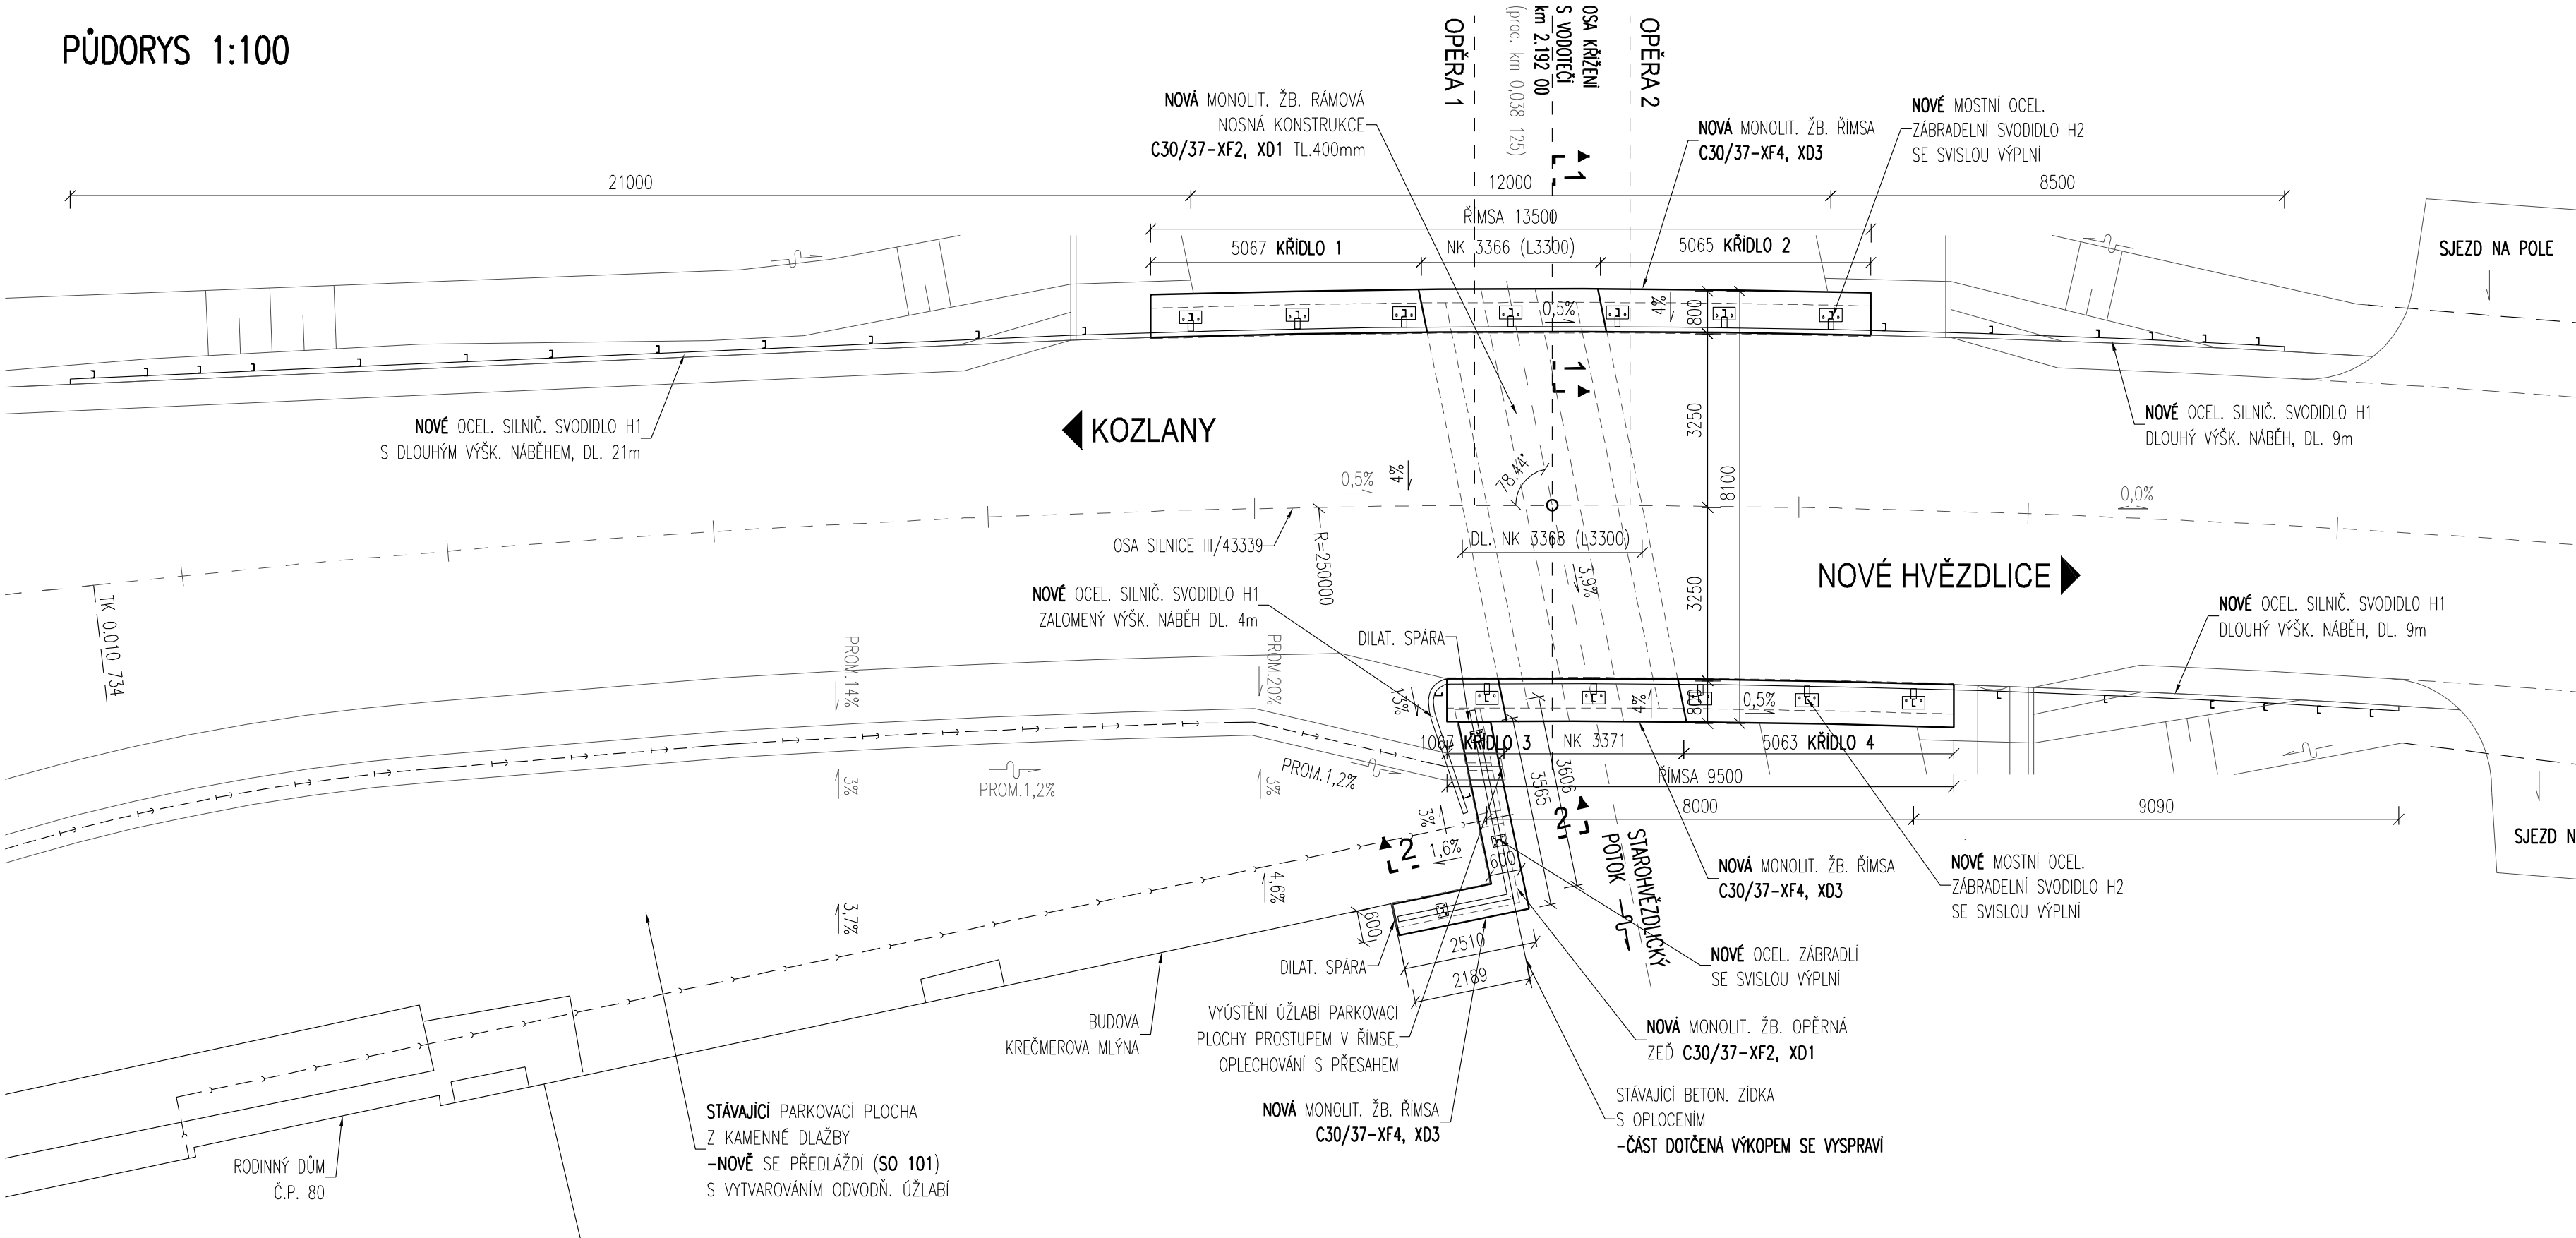 PŮDORYS 1:100
OPĚRA 1
(proc. km 0,038 125)
km 2.192 00
S VODOTEČÍ
OSA KŘÍŽENÍ
OPĚRA 2
NOVÁ MONOLIT. ŽB. RÁMOVÁ
NOSNÁ KONSTRUKCE
C30/37-XF2, XD1 TL.400mm
NOVÁ MONOLIT. ŽB. ŘÍMSA
C30/37-XF4, XD3
NOVÉ MOSTNÍ OCEL.
ZÁBRADELNÍ SVODIDLO H2
SE SVISLOU VÝPLNÍ
1
21000
12000
8500
ŘÍMSA 13500
5067 KŘÍDLO 1
NK 3366 (L3300)
5065 KŘÍDLO 2
SJEZD NA POLE
0,5%
4%
800
1
NOVÉ OCEL. SILNIČ. SVODIDLO H1
S DLOUHÝM VÝŠK. NÁBĚHEM, DL. 21m
KOZLANY
3250
8100
NOVÉ OCEL. SILNIČ. SVODIDLO H1
DLOUHÝ VÝŠK. NÁBĚH, DL. 9m
0,5%
4%
78.44°
0,0%
OSA SILNICE III/43339
R=250000
DL. NK 3368 (L3300)
3,9%
3250
NOVÉ HVĚZDLICE
TK 0.010 734
NOVÉ OCEL. SILNIČ. SVODIDLO H1
ZALOMENÝ VÝŠK. NÁBĚH DL. 4m
NOVÉ OCEL. SILNIČ. SVODIDLO H1
DLOUHÝ VÝŠK. NÁBĚH, DL. 9m
DILAT. SPÁRA
PROM.14%
PROM.20%
13%
4%
800
0,5%
1067 KŘÍDLO 3
NK 3371
5063 KŘÍDLO 4
ŘÍMSA 9500
3%
PROM.1,2%
3%
PROM.1,2%
3565
3606
8000
9090
SJEZD N
3%
2
1,6%
600
2
STAROHVĚZDLICKÝ
POTOK
NOVÁ MONOLIT. ŽB. ŘÍMSA
C30/37-XF4, XD3
NOVÉ MOSTNÍ OCEL.
ZÁBRADELNÍ SVODIDLO H2
SE SVISLOU VÝPLNÍ
3,7%
4,6%
600
2510
2189
DILAT. SPÁRA
NOVÉ OCEL. ZÁBRADLÍ
SE SVISLOU VÝPLNÍ
BUDOVA
KREČMEROVA MLÝNA
VYÚSTĚNÍ ÚŽLABÍ PARKOVACÍ
PLOCHY PROSTUPEM V ŘÍMSE,
OPLECHOVÁNÍ S PŘESAHEM
NOVÁ MONOLIT. ŽB. OPĚRNÁ
ZEĎ C30/37-XF2, XD1
STÁVAJÍCÍ PARKOVACÍ PLOCHA
Z KAMENNÉ DLAŽBY
-NOVĚ SE PŘEDLÁŽDÍ (SO 101)
S VYTVAROVÁNÍM ODVODŇ. ÚŽLABÍ
NOVÁ MONOLIT. ŽB. ŘÍMSA
C30/37-XF4, XD3
STÁVAJÍCÍ BETON. ZÍDKA
S OPLOCENÍM
-ČÁST DOTČENÁ VÝKOPEM SE VYSPRAVÍ
RODINNÝ DŮM
Č.P. 80